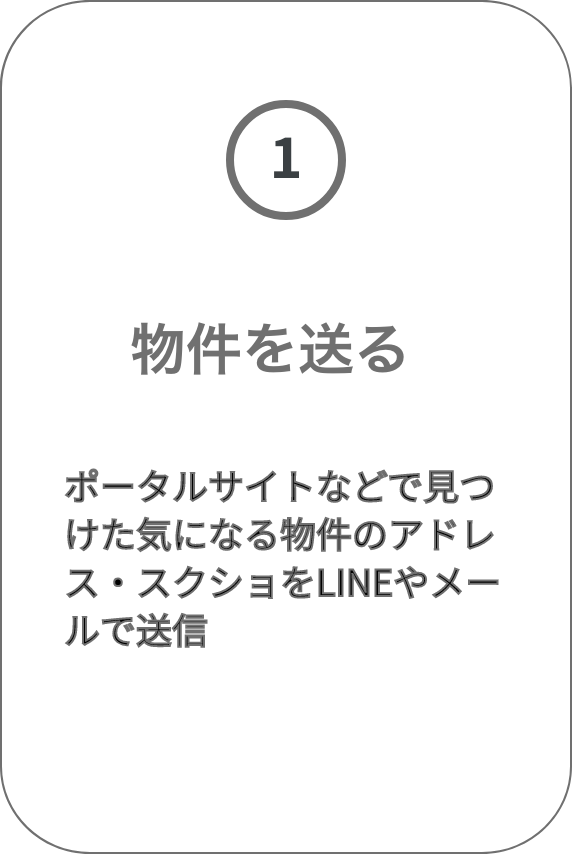 1
物件を送る
ポータルサイトなどで見つ
けた気になる物件のアドレ
ス・スクショをLINEやメー
ルで送信